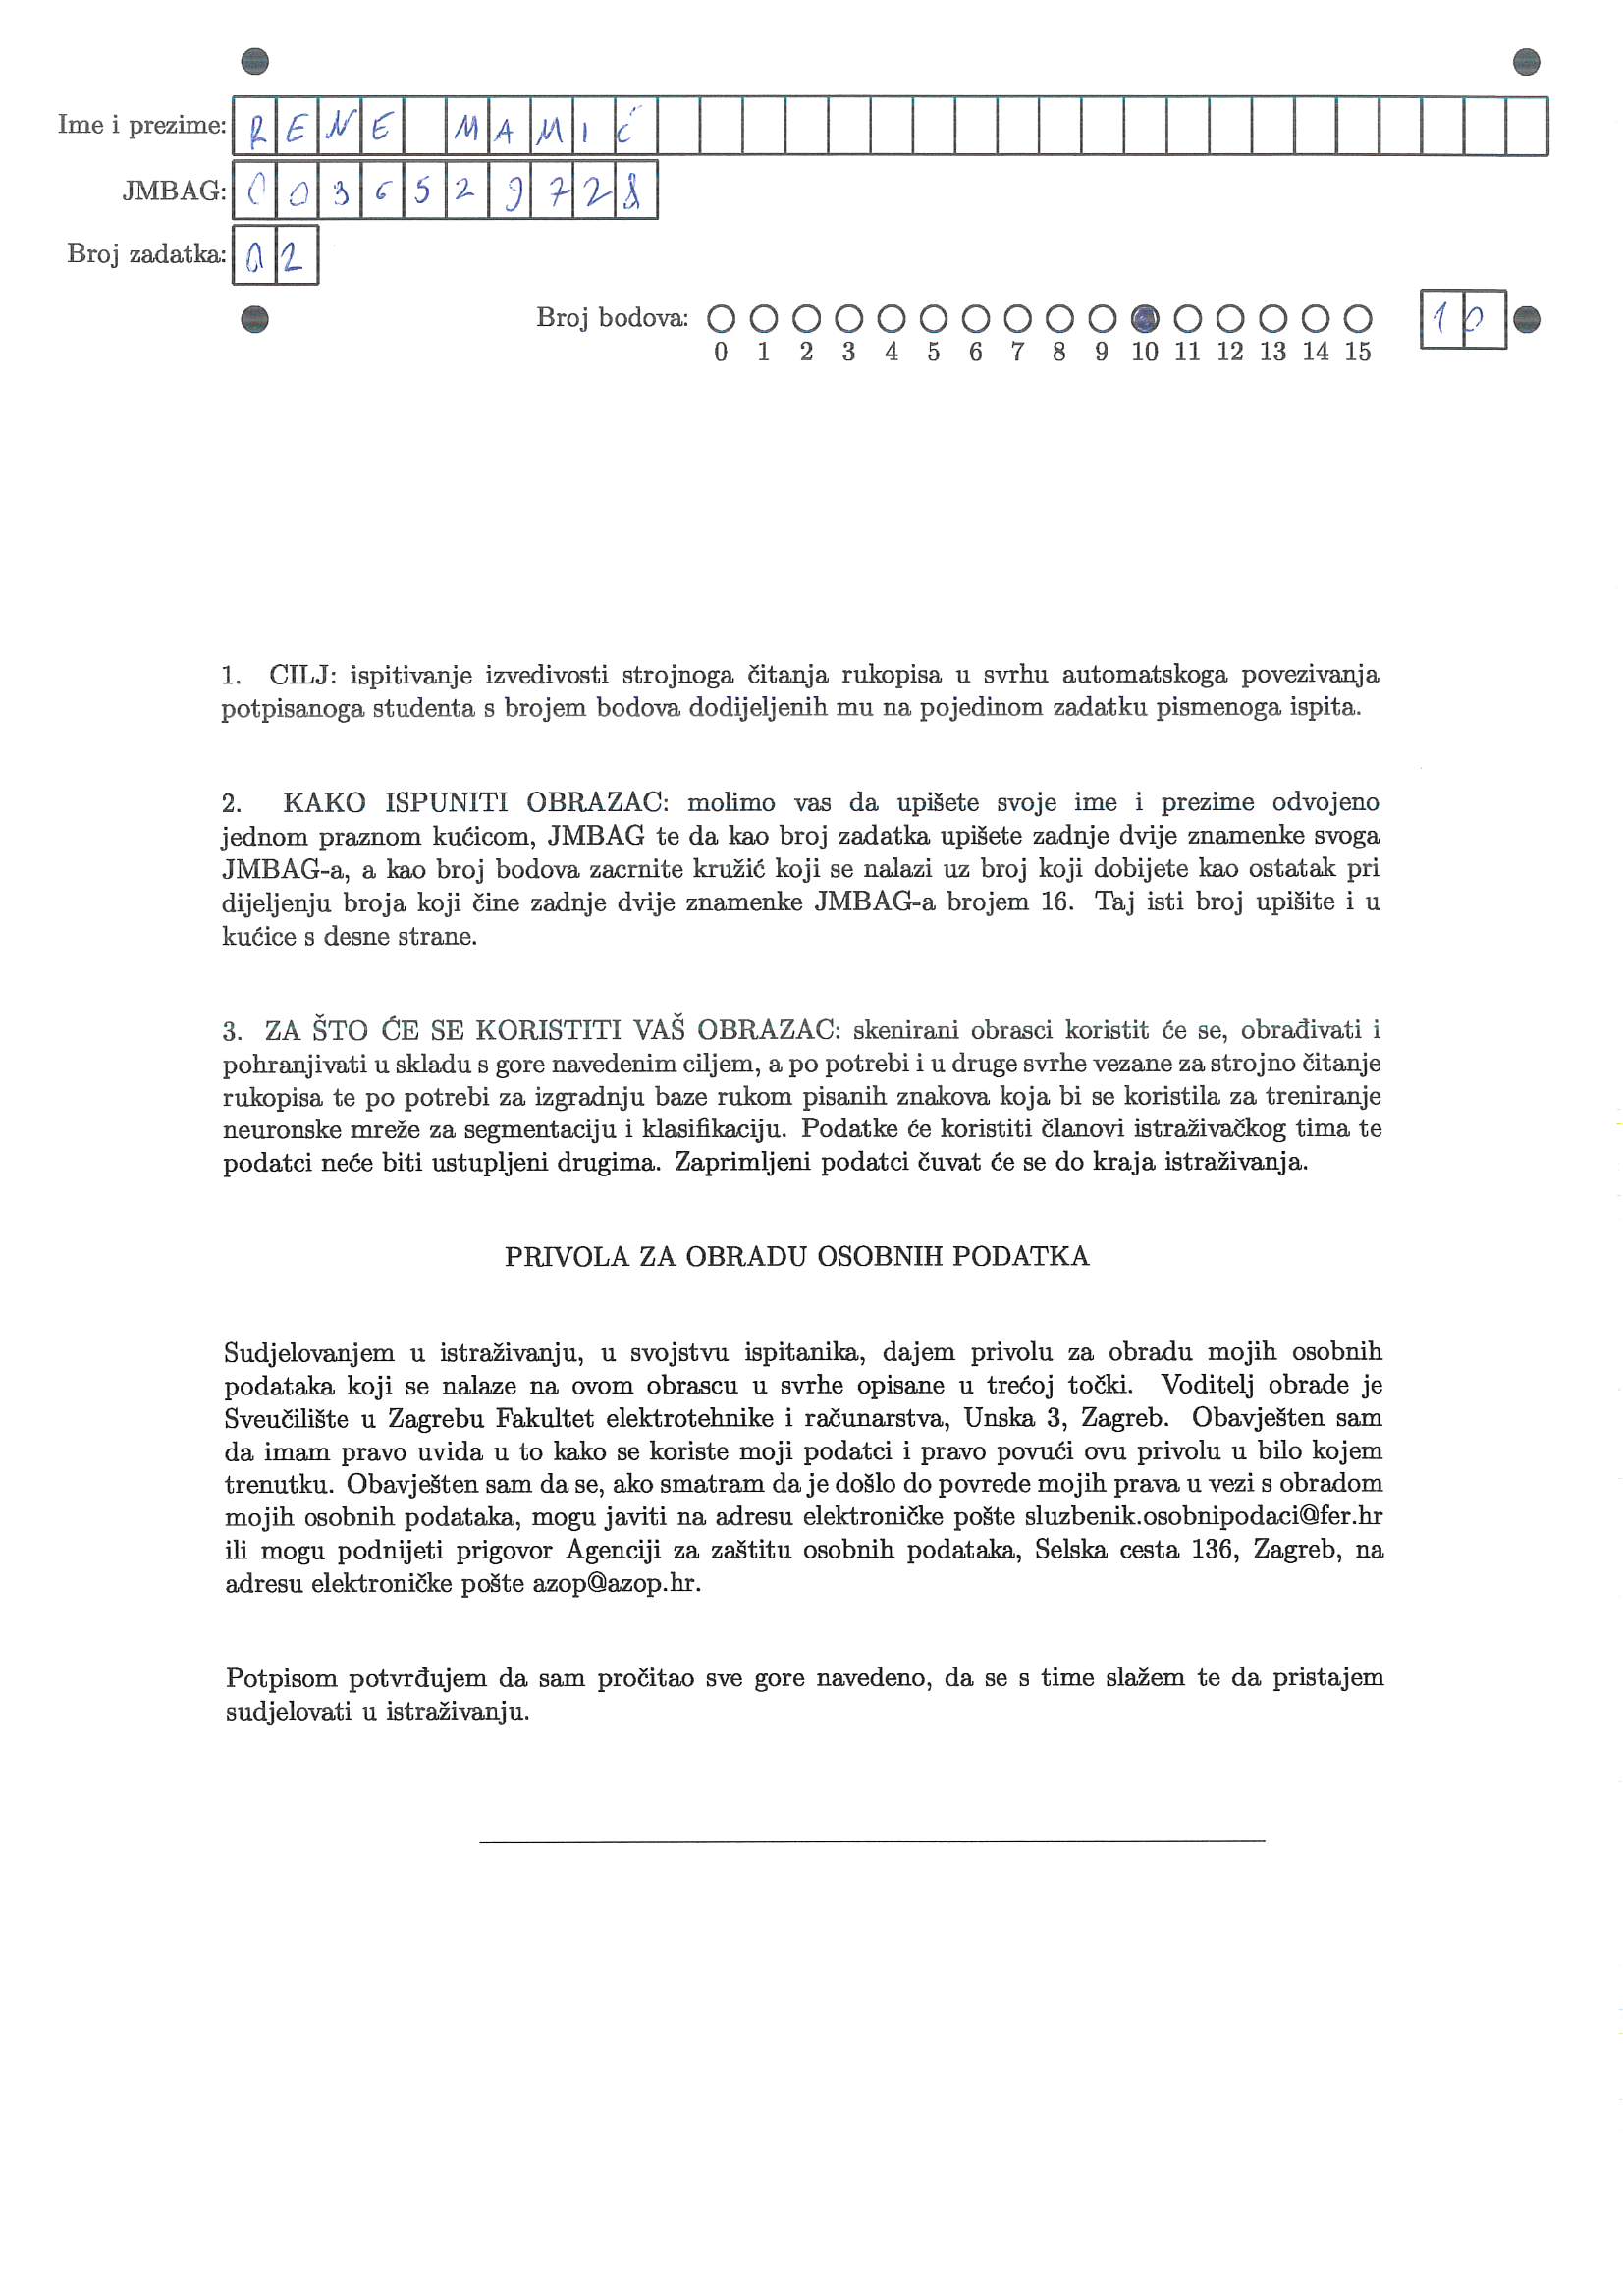 Ime i prezime: RENE MAMIĆ
JMBAG: 0036529728
Broj zadatka: 02
Broj bodova: 10
0 1 2 3 4 5 6 7 8 9 10 11 12 13 14 15
1. CILJ: ispitivanje izvedivosti strojnoga čitanja rukopisa u svrhu automatskoga povezivanja
potpisanoga studenta s brojem bodova dodijeljenih mu na pojedinom zadatku pismenoga ispita.
2. KAKO ISPUNITI OBRAZAC: molimo vas da upišete svoje ime i prezime odvojeno
jednom praznom kućicom, JMBAG te da kao broj zadatka upišete zadnje dvije znamenke svoga
JMBAG-a, a kao broj bodova zacrnite kružić koji se nalazi uz broj koji dobijete kao ostatak pri
dijeljenju broja koji čine zadnje dvije znamenke JMBAG-a brojem 16. Taj isti broj upišite i u
kućice s desne strane.
3. ZA ŠTO ĆE SE KORISTITI VAŠ OBRAZAC: skenirani obrasci koristit će se, obrađivati i
pohranjivati u skladu s gore navedenim ciljem, a po potrebi i u druge svrhe vezane za strojno čitanje
rukopisa te po potrebi za izgradnju baze rukom pisanih znakova koja bi se koristila za treniranje
neuronske mreže za segmentaciju i klasifikaciju. Podatke će koristiti članovi istraživačkog tima te
podatci neće biti ustupljeni drugima. Zaprimljeni podatci čuvat će se do kraja istraživanja.
PRIVOLA ZA OBRADU OSOBNIH PODATKA
Sudjelovanjem u istraživanju, u svojstvu ispitanika, dajem privolu za obradu mojih osobnih
podataka koji se nalaze na ovom obrascu u svrhe opisane u trećoj točki. Voditelj obrade je
Sveučilište u Zagrebu Fakultet elektrotehnike i računarstva, Unska 3, Zagreb. Obavješten sam
da imam pravo uvida u to kako se koriste moji podatci i pravo povući ovu privolu u bilo kojem
trenutku. Obavješten sam da se, ako smatram da je došlo do povrede mojih prava u vezi s obradom
mojih osobnih podataka, mogu javiti na adresu elektroničke pošte sluzbenik.osobnipodaci@fer.hr
ili mogu podnijeti prigovor Agenciji za zaštitu osobnih podataka, Selska cesta 136, Zagreb, na
adresu elektroničke pošte azop@azop.hr.
Potpisom potvrđujem da sam pročitao sve gore navedeno, da se s time slažem te da pristajem
sudjelovati u istraživanju.